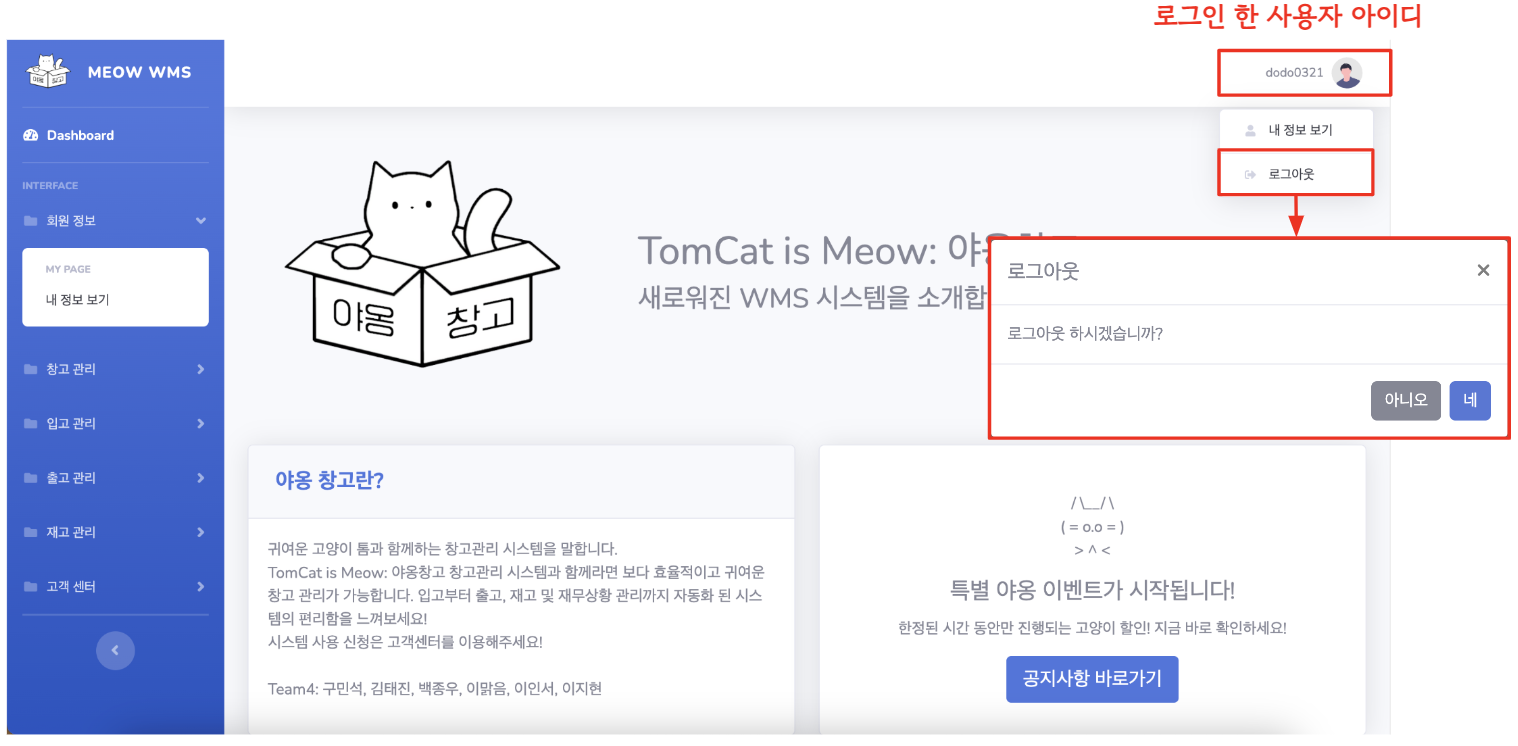 로그인 한 사용자 아이디
MEOW WMS
야옹 창고
dodo0321
Dashboard
내 정보 보기
로그아웃
INTERFACE
회원 정보
MY PAGE
내 정보 보기
창고 관리
입고 관리
출고 관리
재고 관리
고객 센터
야옹 창고
TomCat is Meow: 야옹
새로워진 WMS 시스템을 소개합
로그아웃
×
로그아웃 하시겠습니까?
아니오 네
야옹 창고란?
귀여운 고양이 톰과 함께하는 창고관리 시스템을 말합니다.
TomCat is Meow: 야옹창고 창고관리 시스템과 함께라면 보다 효율적이고 귀여운
창고 관리가 가능합니다. 입고부터 출고, 재고 및 재무상황 관리까지 자동화 된 시스
템의 편리함을 느껴보세요!
시스템 사용 신청은 고객센터를 이용해주세요!
Team4: 구민석, 김태진, 백종우, 이맑음, 이인서, 이지현
/ \__/ \
( = o.o = )
> ^ <
특별 야옹 이벤트가 시작됩니다!
한정된 시간 동안만 진행되는 고양이 할인! 지금 바로 확인하세요!
공지사항 바로가기